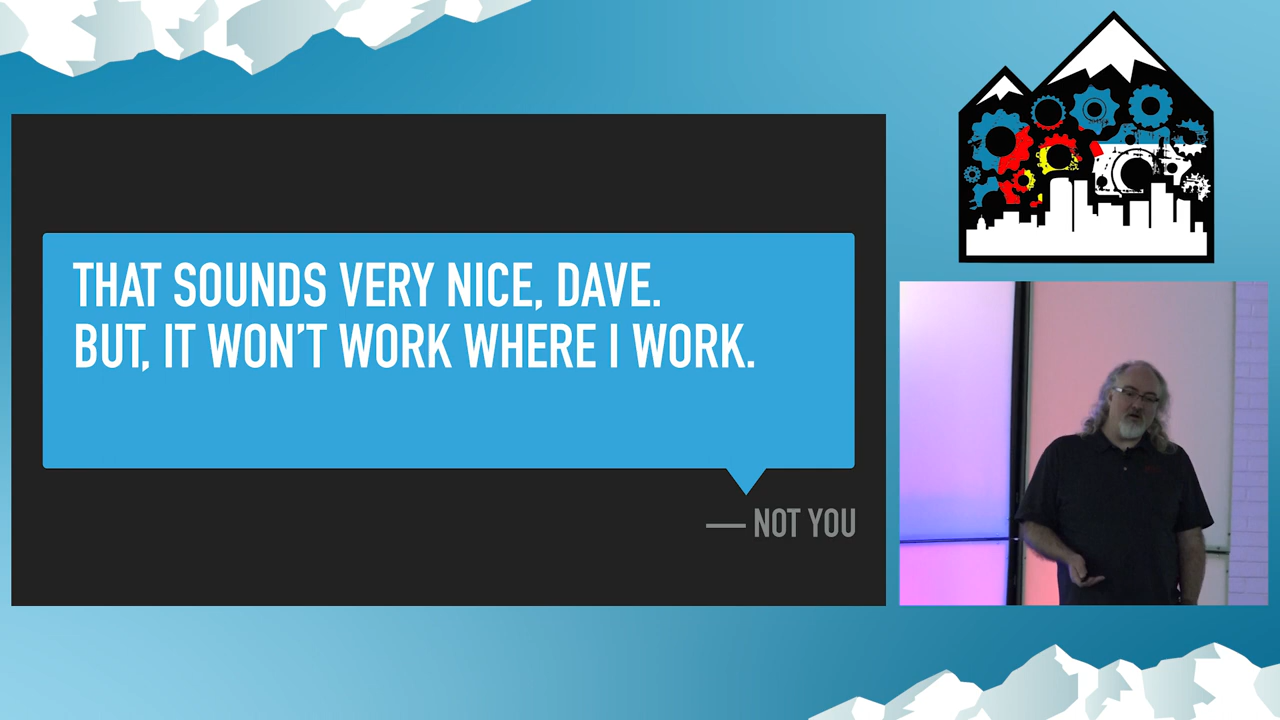 THAT SOUNDS VERY NICE, DAVE.
BUT, IT WON’T WORK WHERE I WORK.
— NOT YOU